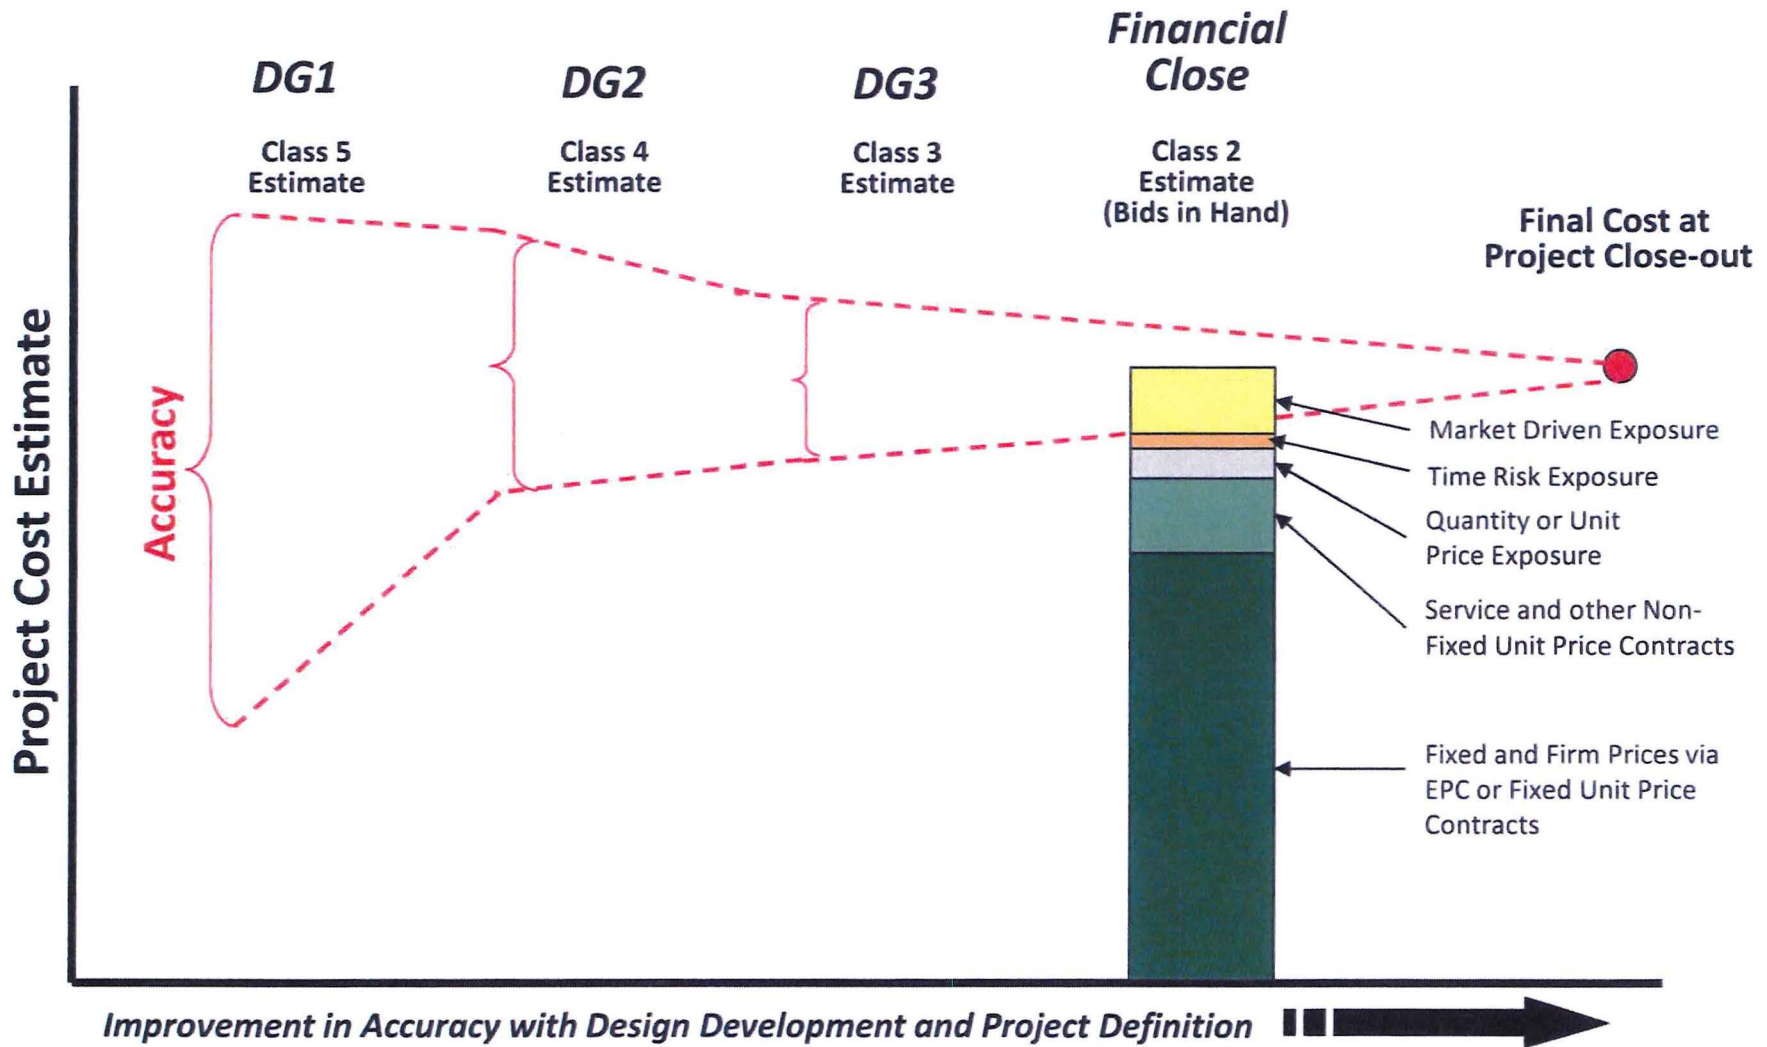 Financial
Close
DG1
DG2
DG3
Class 5
Estimate
Class 4
Estimate
Class 3
Estimate
Class 2
Estimate
(Bids in Hand)
Final Cost at
Project Close-out
Project Cost Estimate
Accuracy
Market Driven Exposure
Time Risk Exposure
Quantity or Unit
Price Exposure
Service and other Non-
Fixed Unit Price Contracts
Fixed and Firm Prices via
EPC or Fixed Unit Price
Contracts
Improvement in Accuracy with Design Development and Project Definition